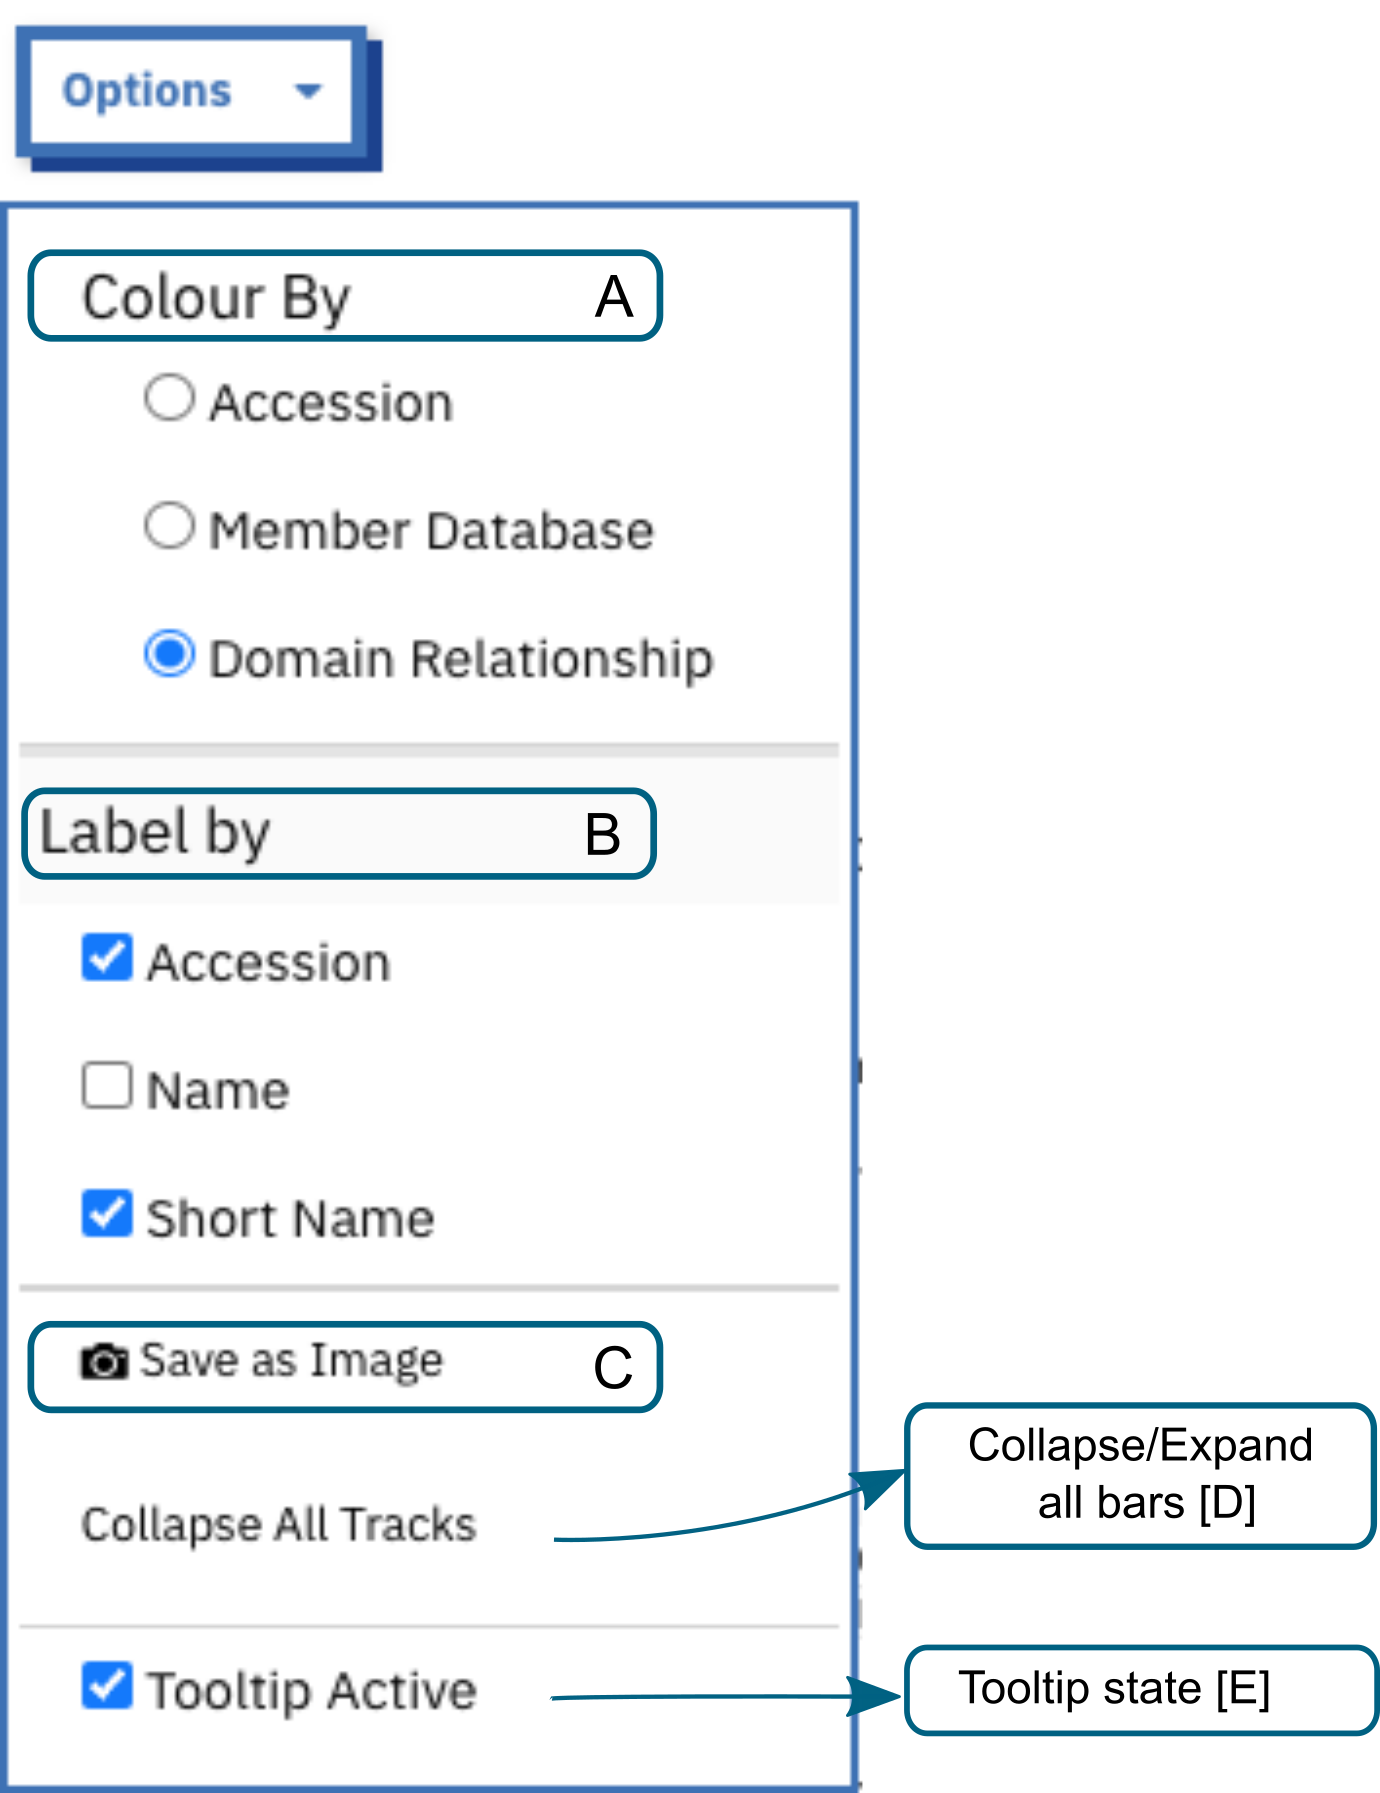 Options
Colour By A
Accession
Member Database
Domain Relationship
Label by B
Accession
Name
Short Name
Save as Image C
Collapse/Expand
all bars [D]
Collapse All Tracks
Tooltip Active
Tooltip state [E]